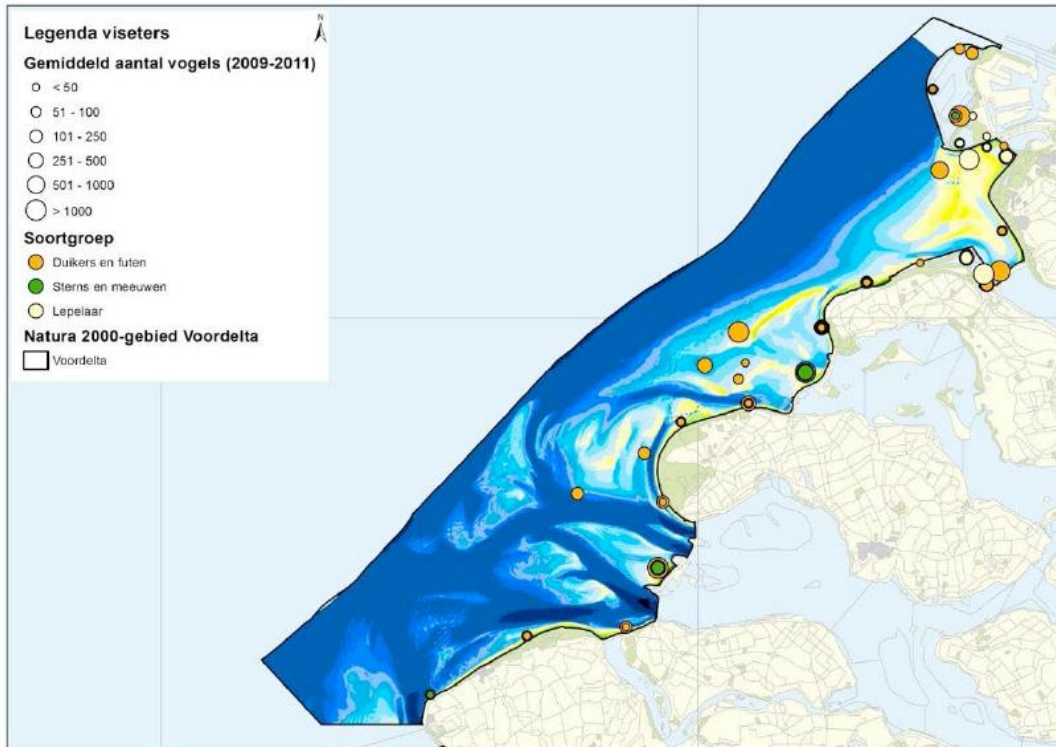 Legenda viseters
N
Gemiddeld aantal vogels (2009-2011)
< 50
51 - 100
101 - 250
251 - 500
501 - 1000
> 1000
Soortgroep
Duikers en futen
Sterns en meeuwen
Lepelaar
Natura 2000-gebied Voordelta
Voordelta